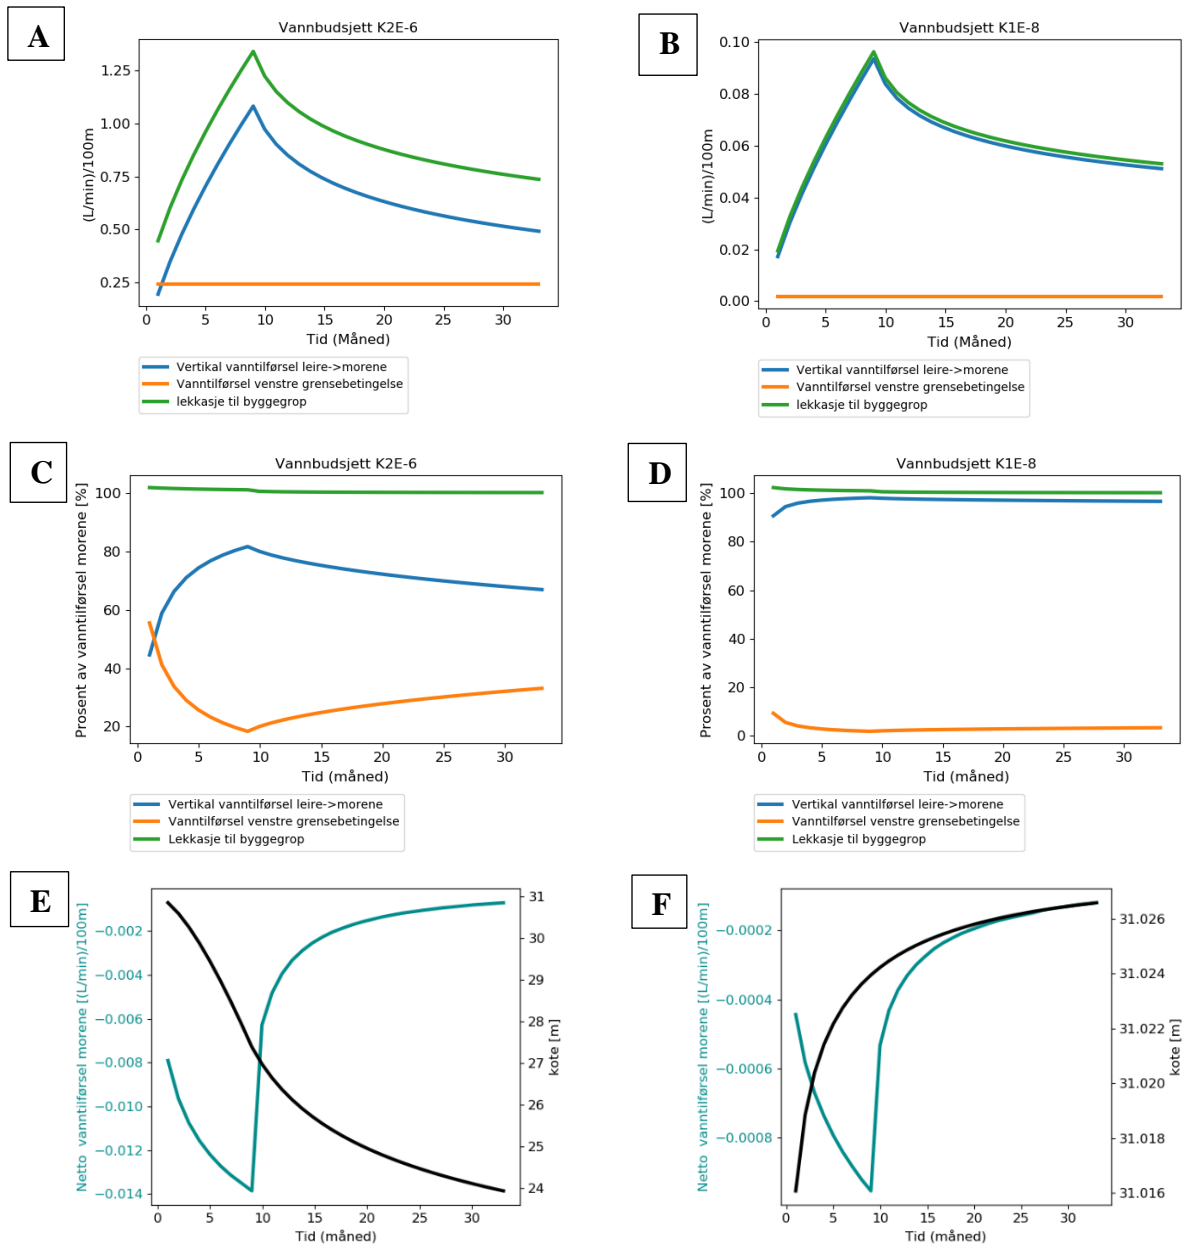 A
Vannbudsjett K2E-6
(L/min)/100m
1.25
1.00
0.75
0.50
0.25
0 5 10 15 20 25 30
Tid (Måned)
Vertikal vanntilførsel leire->morene
Vanntilførsel venstre grensebetingelse
lekkasje til byggegrop
B
Vannbudsjett K1E-8
(L/min)/100m
0.10
0.08
0.06
0.04
0.02
0.00
0 5 10 15 20 25 30
Tid (Måned)
Vertikal vanntilførsel leire->morene
Vanntilførsel venstre grensebetingelse
lekkasje til byggegrop
C
Vannbudsjett K2E-6
Prosent av vanntilførsel morene [%]
100
80
60
40
20
0 5 10 15 20 25 30
Tid (måned)
Vertikal vanntilførsel leire->morene
Vanntilførsel venstre grensebetingelse
Lekkasje til byggegrop
D
Vannbudsjett K1E-8
Prosent av vanntilførsel morene [%]
100
80
60
40
20
0
0 5 10 15 20 25 30
Tid (måned)
Vertikal vanntilførsel leire->morene
Vanntilførsel venstre grensebetingelse
Lekkasje til byggegrop
E
Netto vanntilførsel morene [(L/min)/100m]
−0.002
−0.004
−0.006
−0.008
−0.010
−0.012
−0.014
31
30
29
28
27
26
25
24
kote [m]
0 5 10 15 20 25 30
Tid (måned)
F
Netto vanntilførsel morene [(L/min)/100m]
−0.0002
−0.0004
−0.0006
−0.0008
31.026
31.024
31.022
31.020
31.018
31.016
kote [m]
0 5 10 15 20 25 30
Tid (måned)